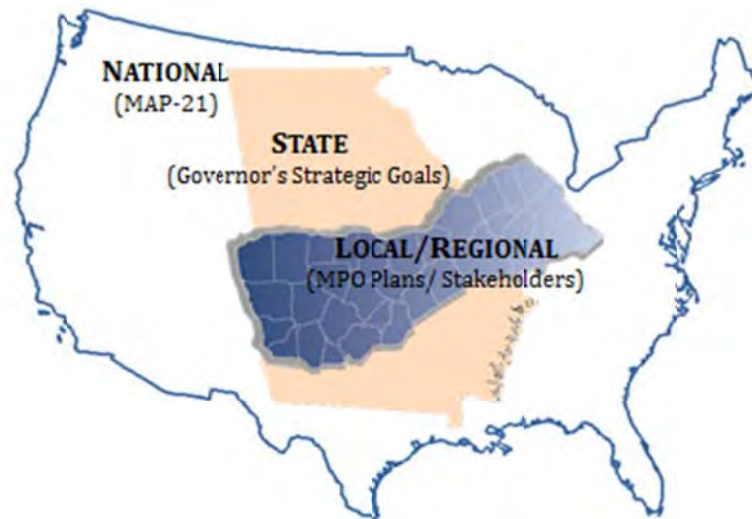 NATIONAL
(MAP-21)
STATE
(Governor's Strategic Goals)
LOCAL/REGIONAL
(MPO Plans/ Stakeholders)